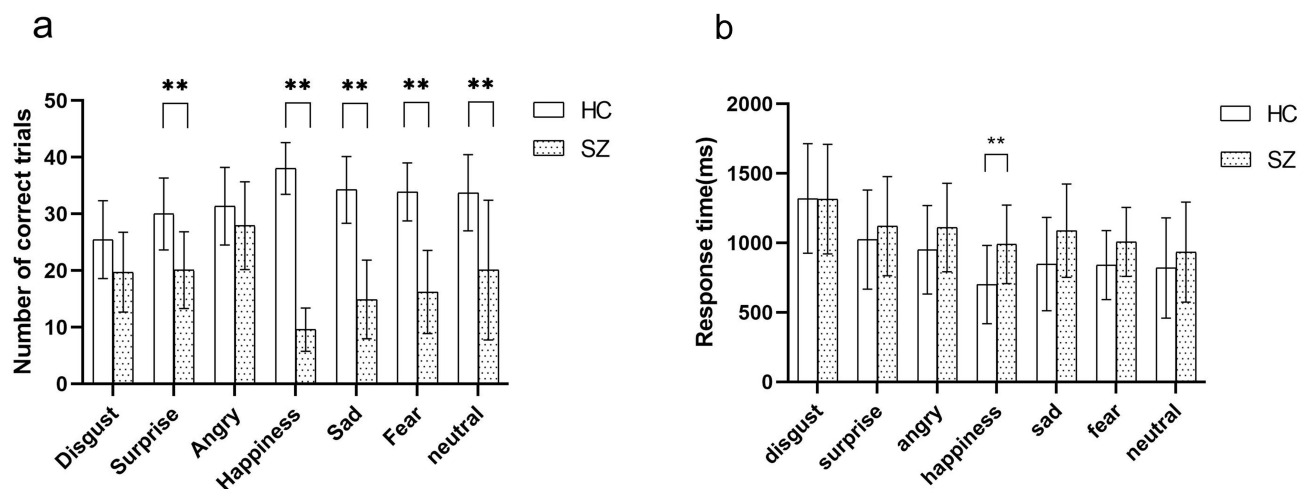 a
** ** ** ** **
50
40
30
20
10
0
Number of correct trials
HC
SZ
Disgust
Surprise
Angry
Happiness
Sad
Fear
neutral
b
**
2000
1500
1000
500
0
Response time(ms)
HC
SZ
disgust
surprise
angry
happiness
sad
fear
neutral